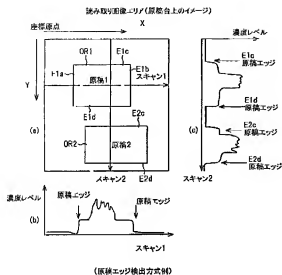 読み取り画像エリア(原稿台上のイメージ)
座標原点
X
Y
OR1
E1c
E1a
原稿1
E1b
スキャン1
E1d
(a)
E2c
OR2
原稿2
スキャン2
E2d
濃度レベル
E1c
原稿エッジ
E1d
原稿エッジ
E2c
原稿エッジ
(c)
E2d
原稿エッジ
スキャン2
濃度レベル
原稿エッジ
原稿エッジ
(b)
スキャン1
(原稿エッジ検出方式例)